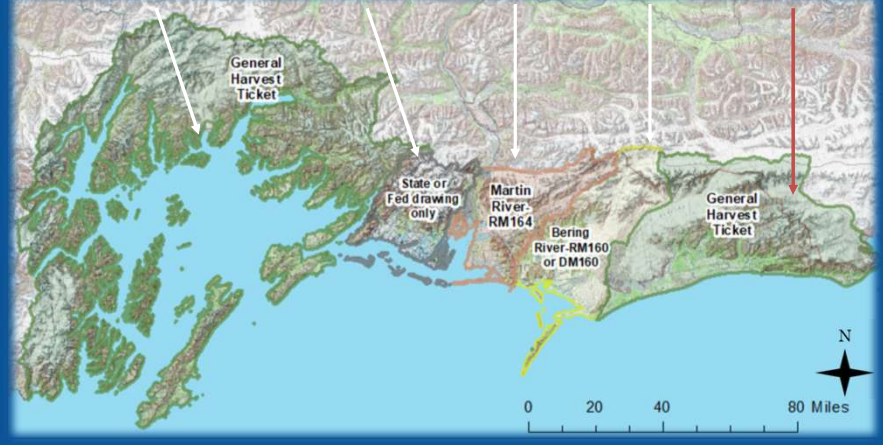 General
Harvest
Ticket
State or
Fed drawing
only
Martin
River-
RM164
Bering
River-RM160
or DM160
General
Harvest
Ticket
N
0 20 40 80 Miles